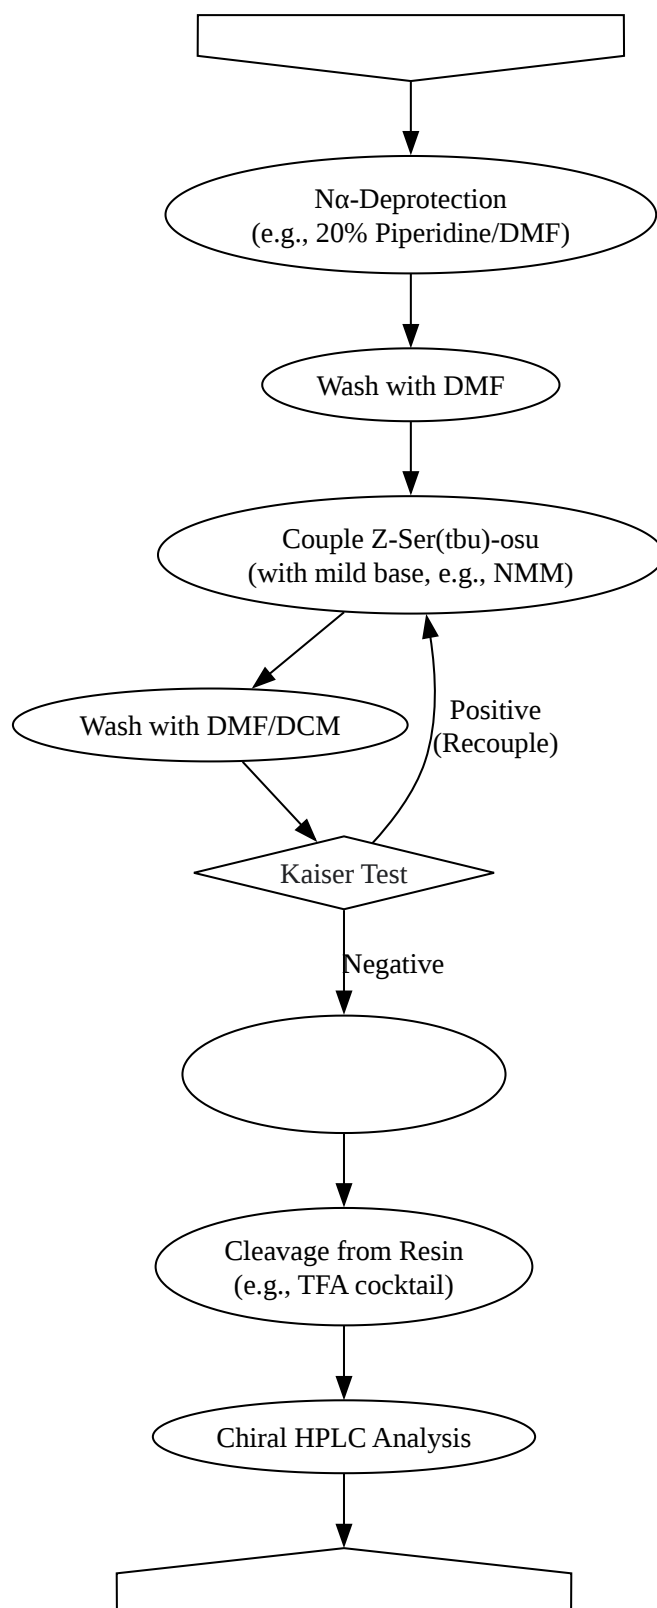 Nα-Deprotection
(e.g., 20% Piperidine/DMF)
Wash with DMF
Couple Z-Ser(tbu)-osu
(with mild base, e.g., NMM)
Wash with DMF/DCM
Positive
(Recouple)
Kaiser Test
Negative
Cleavage from Resin
(e.g., TFA cocktail)
Chiral HPLC Analysis